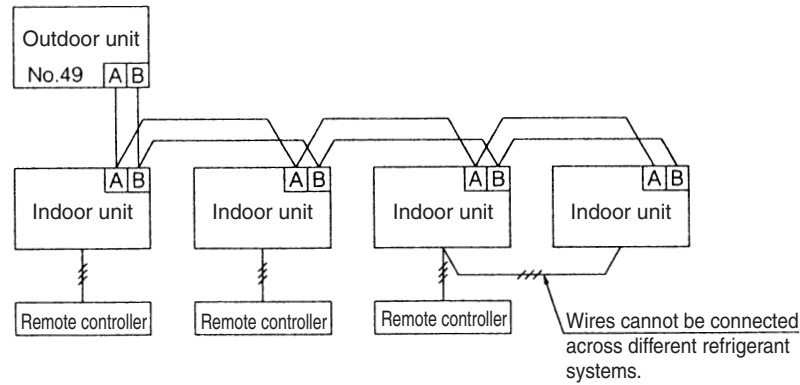 Outdoor unit
No.49 A B
A B A B A B A B
Indoor unit Indoor unit Indoor unit Indoor unit
Remote controller Remote controller Remote controller
Wires cannot be connected
across different refrigerant
systems.